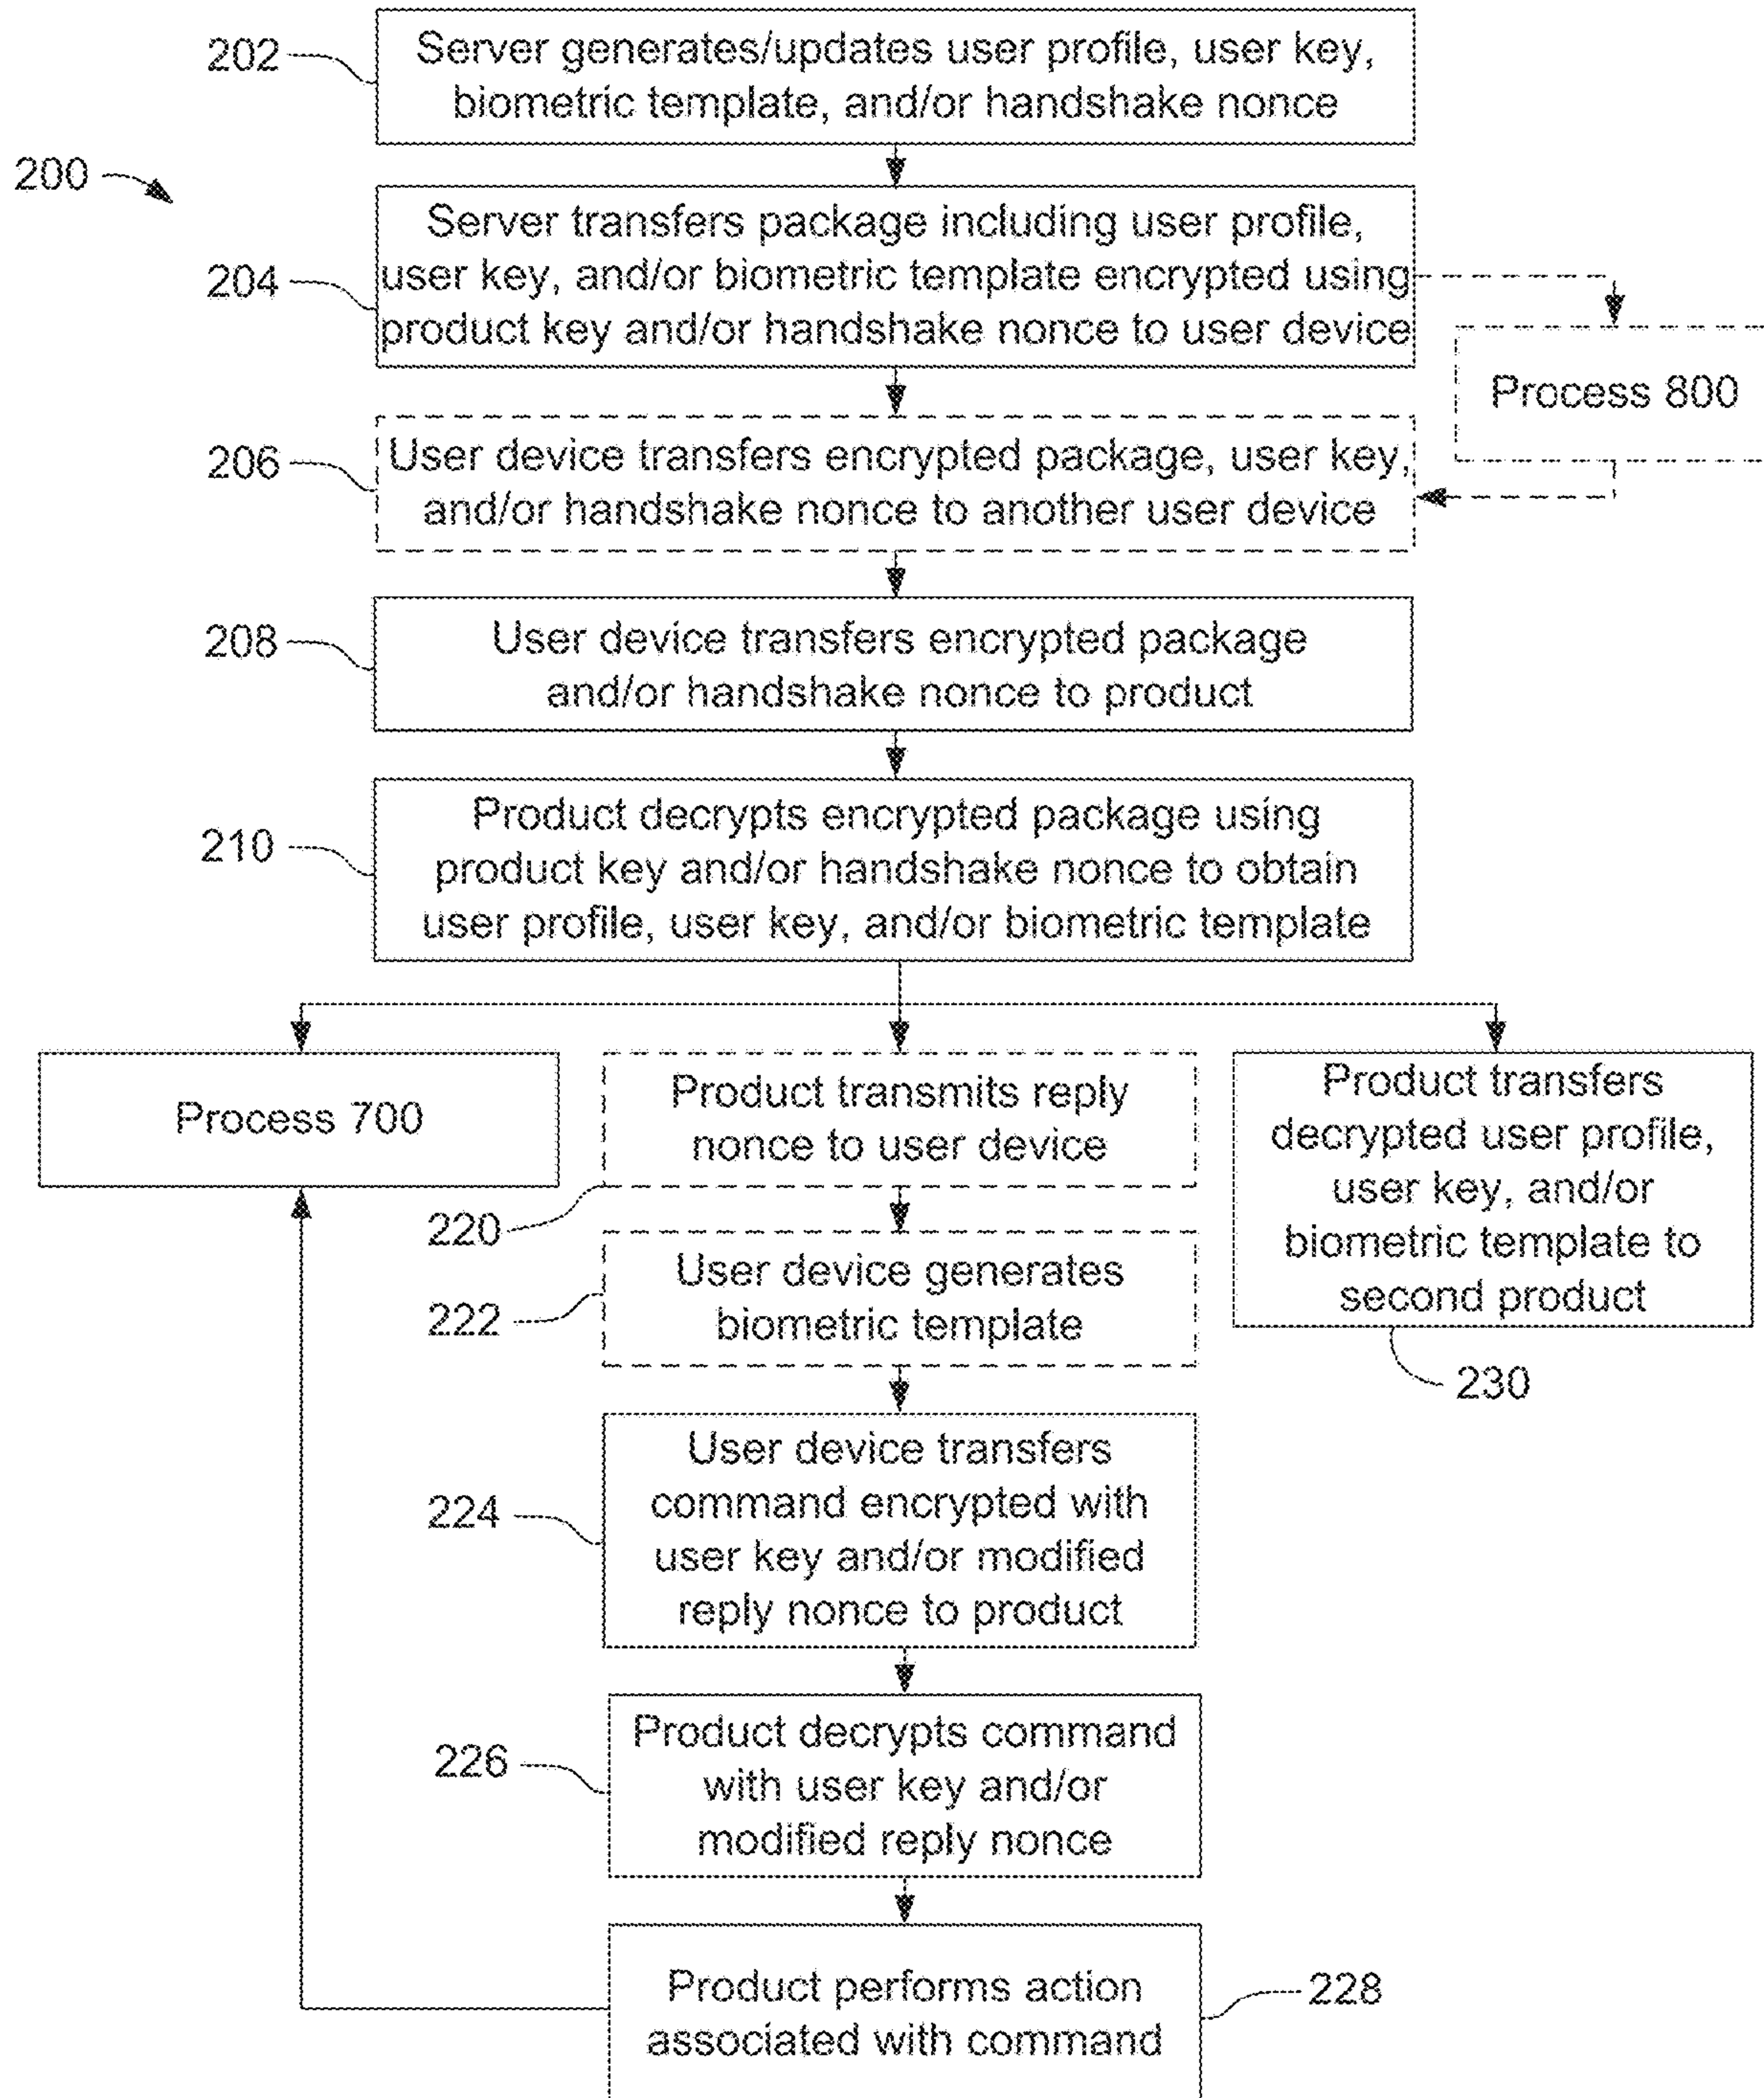 202
Server generates/updates user profile, user key,
biometric template, and/or handshake nonce
200
204
Server transfers package including user profile,
user key, and/or biometric template encrypted using
product key and/or handshake nonce to user device
Process 800
206
User device transfers encrypted package, user key,
and/or handshake nonce to another user device
208
User device transfers encrypted package
and/or handshake nonce to product
210
Product decrypts encrypted package using
product key and/or handshake nonce to obtain
user profile, user key, and/or biometric template
Process 700
Product transmits reply
nonce to user device
220
Product transfers
decrypted user profile,
user key, and/or
biometric template to
second product
230
222
User device generates
biometric template
224
User device transfers
command encrypted with
user key and/or modified
reply nonce to product
226
Product decrypts command
with user key and/or
modified reply nonce
Product performs action
associated with command
228